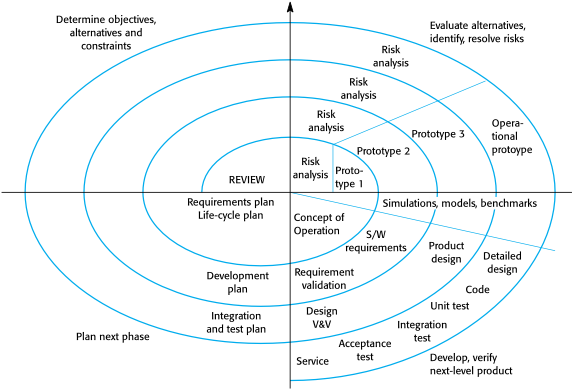 Determine objectives,
alternatives and
constraints
Evaluate alternatives,
identify, resolve risks
Risk
analysis
Risk
analysis
Risk
analysis
Risk
analysis
Proto-
type 1
Prototype 2
Prototype 3
Opera-
tional
protoype
REVIEW
Requirements plan
Life-cycle plan
Simulations, models, benchmarks
Concept of
Operation
S/W
requirements
Product
design
Detailed
design
Development
plan
Requirement
validation
Code
Unit test
Integration
and test plan
Design
V&V
Integration
test
Plan next phase
Acceptance
test
Service
Develop, verify
next-level product